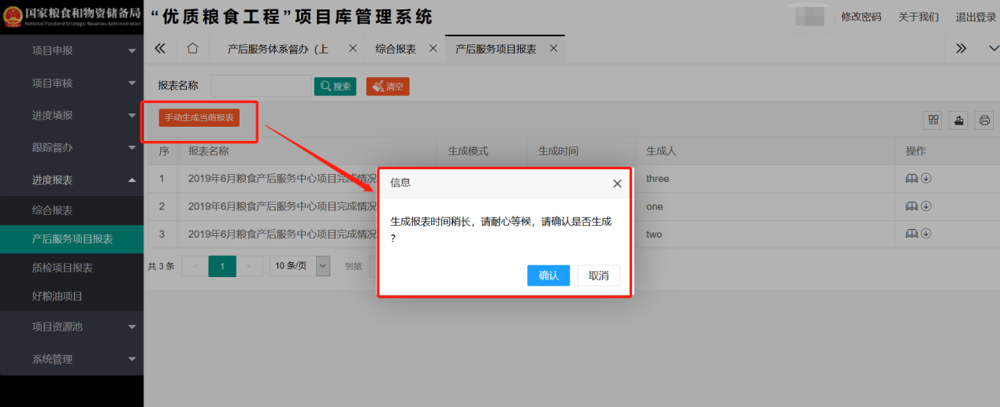 国家粮食和物资储备局
National Foodand Strategic Reserves Administration
“优质粮食工程”项目库管理系统
修改密码 关于我们 退出登录
产后服务体系督办（上 综合报表 产后服务项目报表
项目申报
项目审核
进度填报
跟踪督办
进度报表
综合报表
产后服务项目报表
质检项目报表
好粮油项目
项目资源池
系统管理
报表名称 搜索 清空
手动生成当前报表
序 报表名称 生成模式 生成时间 生成人 操作
1 2019年6月粮食产后服务中心项目完成情况 three
2 2019年6月粮食产后服务中心项目完成情况 one
3 2019年6月粮食产后服务中心项目完成情况 two
共 3 条 < 1 > 10 条/页 到第
信息
生成报表时间稍长，请耐心等候，请确认是否生成
？
确认 取消